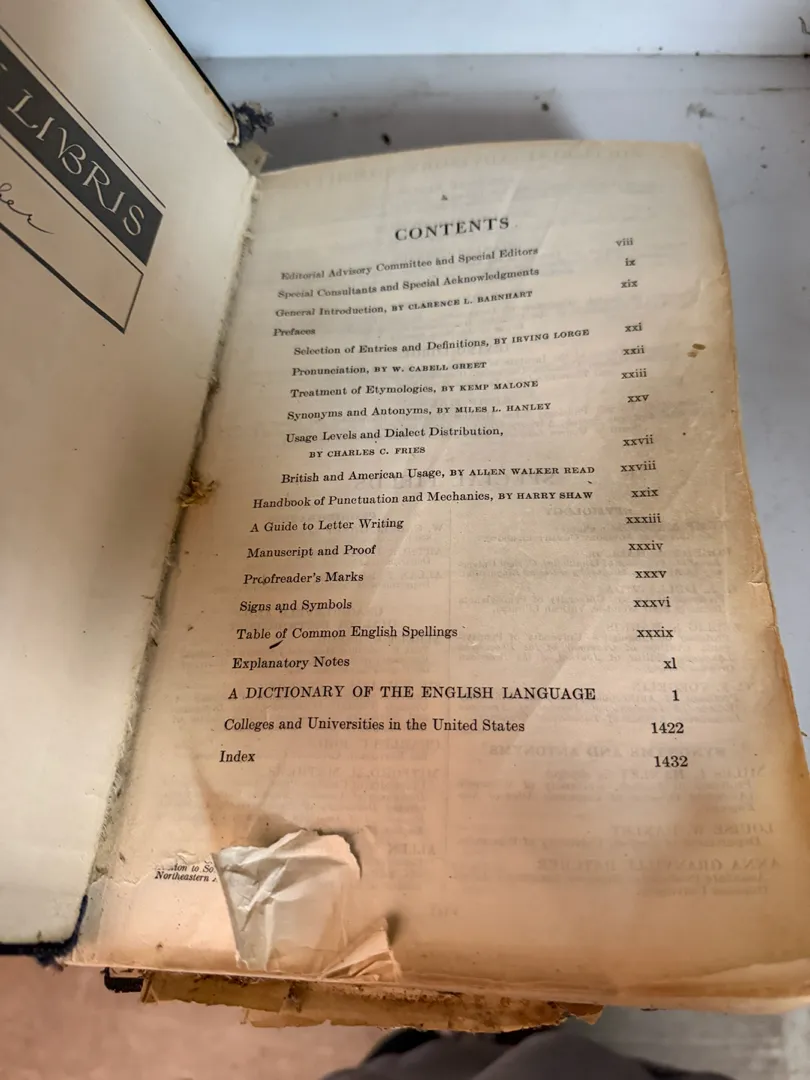 LIBRIS
CONTENTS
Editorial Advisory Committee and Special Editors viii
Special Consultants and Special Acknowledgments ix
General Introduction, BY CLARENCE L. BARNHART xix
Prefaces
Selection of Entries and Definitions, BY IRVING LORGE xxi
Pronunciation, BY W. CABELL GREET xxii
Treatment of Etymologies, BY KEMP MALONE xxiii
Synonyms and Antonyms, BY MILES L. HANLEY xxv
Usage Levels and Dialect Distribution,
BY CHARLES C. FRIES xxvii
British and American Usage, BY ALLEN WALKER READ xxviii
Handbook of Punctuation and Mechanics, BY HARRY SHAW xxix
A Guide to Letter Writing xxxiii
Manuscript and Proof xxxiv
Proofreader's Marks xxxv
Signs and Symbols xxxvi
Table of Common English Spellings xxxix
Explanatory Notes xl
A DICTIONARY OF THE ENGLISH LANGUAGE 1
Colleges and Universities in the United States 1422
Index 1432
to
Northeastern